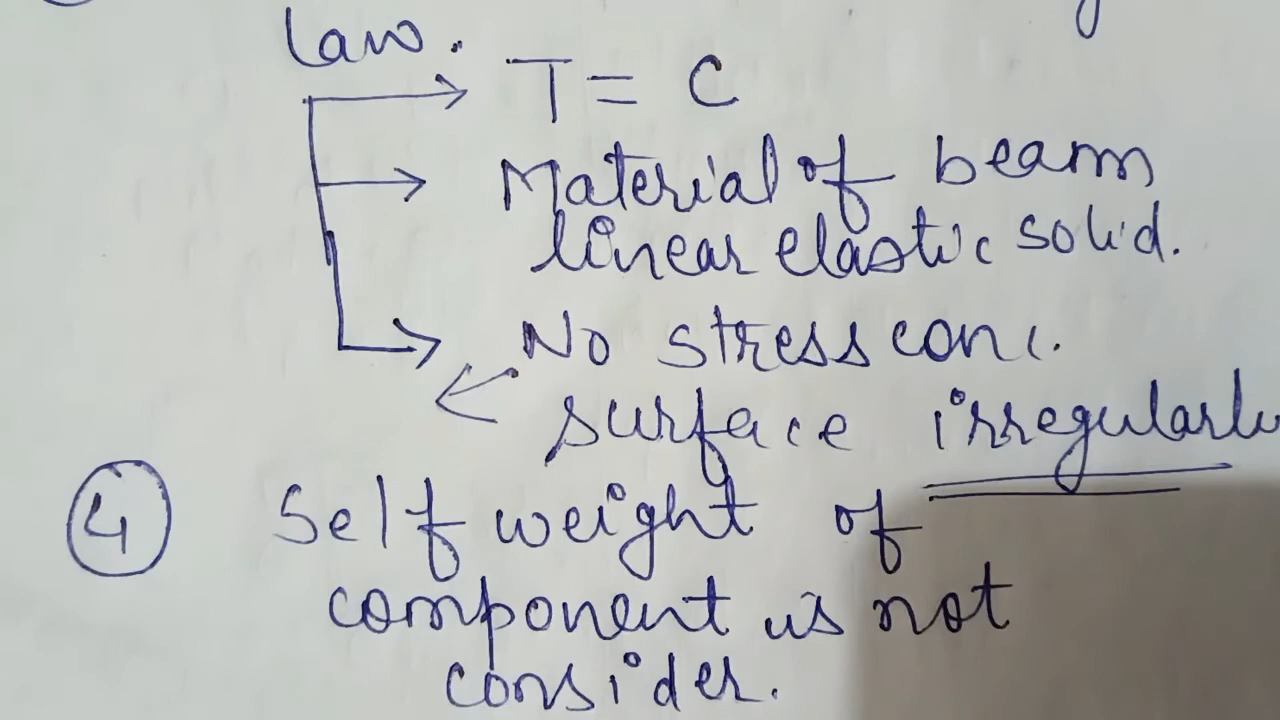 law.
T = C
Material of beam
linear elastic solid.
No stress conc.
surface
④ Self weight of
component is not
consider.